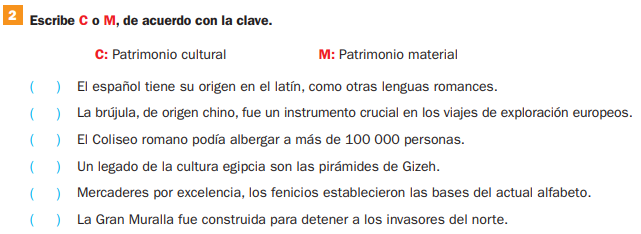 2 Escribe C o M, de acuerdo con la clave.
C: Patrimonio cultural M: Patrimonio material
( ) El español tiene su origen en el latín, como otras lenguas romances.
( ) La brújula, de origen chino, fue un instrumento crucial en los viajes de exploración europeos.
( ) El Coliseo romano podía albergar a más de 100 000 personas.
( ) Un legado de la cultura egipcia son las pirámides de Gizeh.
( ) Mercaderes por excelencia, los fenicios establecieron las bases del actual alfabeto.
( ) La Gran Muralla fue construida para detener a los invasores del norte.